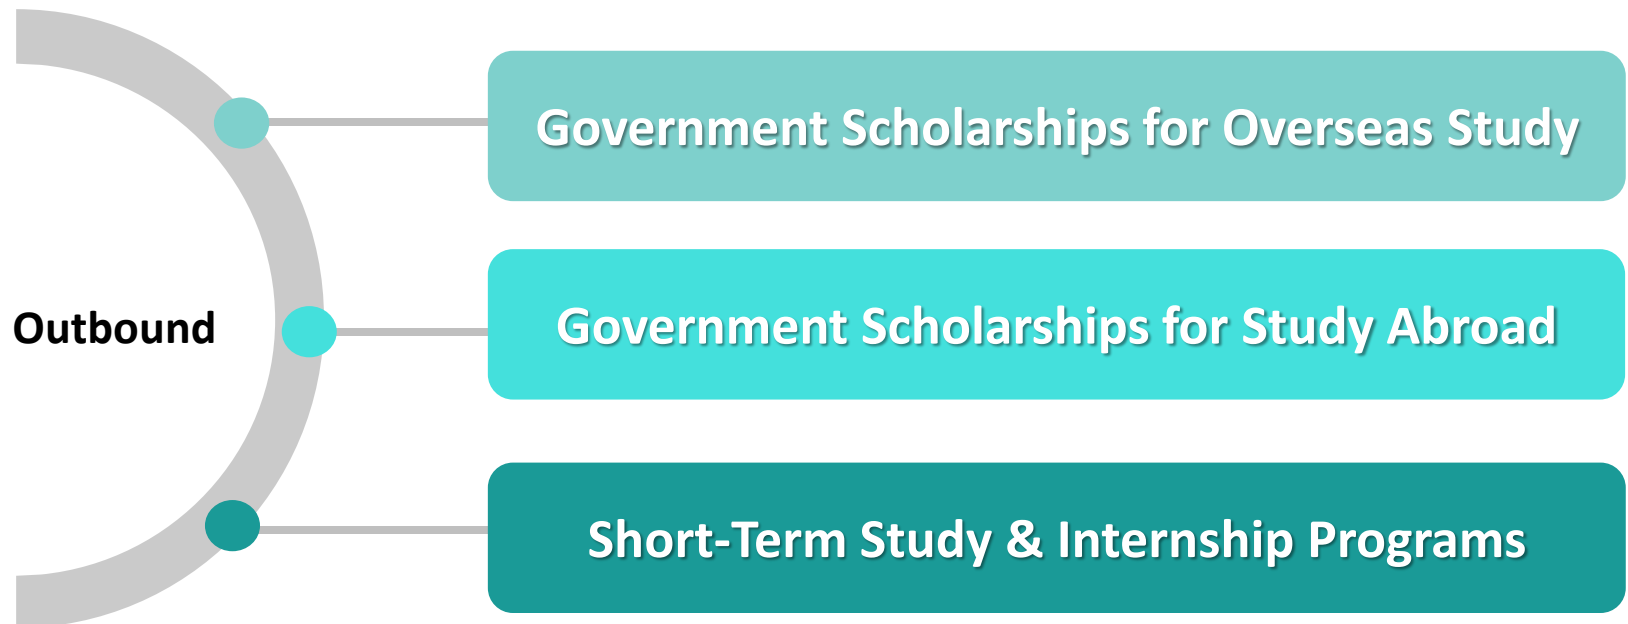 Outbound
Government Scholarships for Overseas Study
Government Scholarships for Study Abroad
Short-Term Study & Internship Programs